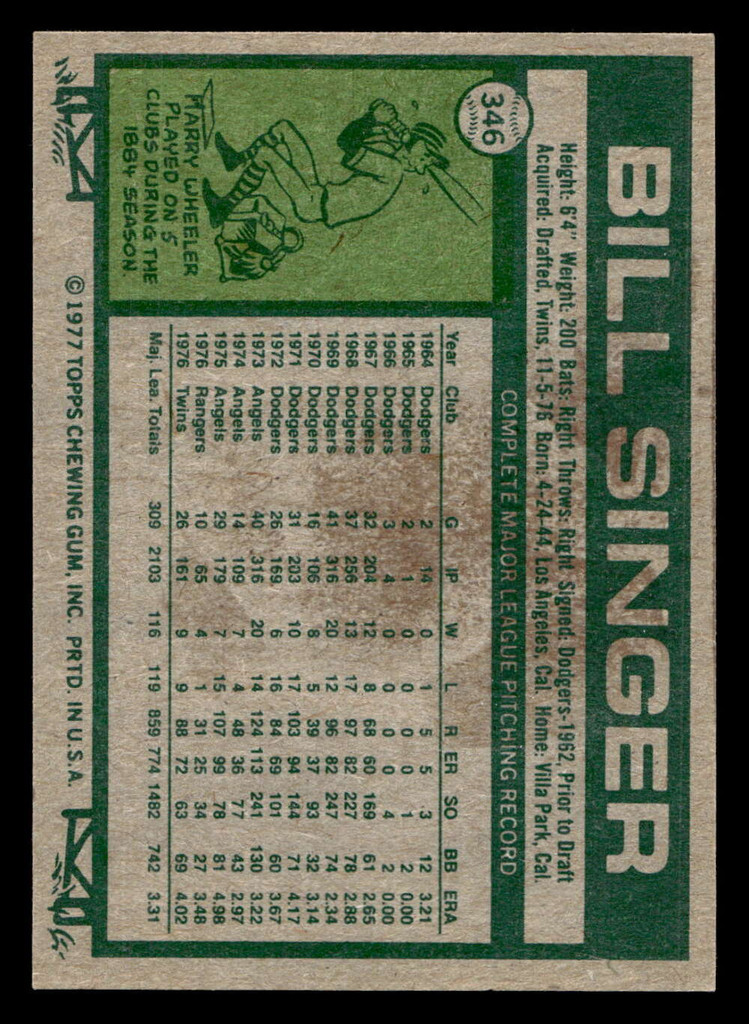 346
BILL SINGER
Height: 6'4" Weight: 200 Bats: Right Throws: Right Signed: Dodgers-1962, Prior to Draft
Acquired: Drafted, Twins, 11-5-76 Born: 4-24-44, Los Angeles, Cal. Home: Villa Park, Cal.
COMPLETE MAJOR LEAGUE PITCHING RECORD
Year Club G IP W L R ER SO BB ERA
1964 Dodgers 2 14 0 1 5 5 3 12 3.21
1965 Dodgers 2 1 0 0 0 0 1 2 0.00
1966 Dodgers 3 4 0 0 0 0 4 2 0.00
1967 Dodgers 32 204 12 8 68 60 169 61 2.65
1968 Dodgers 37 256 13 17 97 82 227 78 2.88
1969 Dodgers 41 316 20 12 96 82 247 74 2.34
1970 Dodgers 16 106 8 5 39 37 93 32 3.14
1971 Dodgers 31 203 10 17 103 94 144 71 4.17
1972 Dodgers 26 169 6 16 84 69 101 60 3.67
1973 Angels 40 316 20 14 124 113 241 130 3.22
1974 Angels 14 109 7 4 48 36 77 43 2.97
1975 Angels 29 179 7 15 107 99 78 81 4.98
1976 Rangers 10 65 4 1 31 25 34 27 3.48
1976 Twins 26 161 9 9 88 72 63 69 4.02
Maj. Lea. Totals 309 2103 116 119 859 774 1482 742 3.31
HARRY WHEELER
PLAYED ON 5
CLUBS DURING THE
1884 SEASON
© 1977 TOPPS CHEWING GUM, INC. PRTD. IN U.S.A.